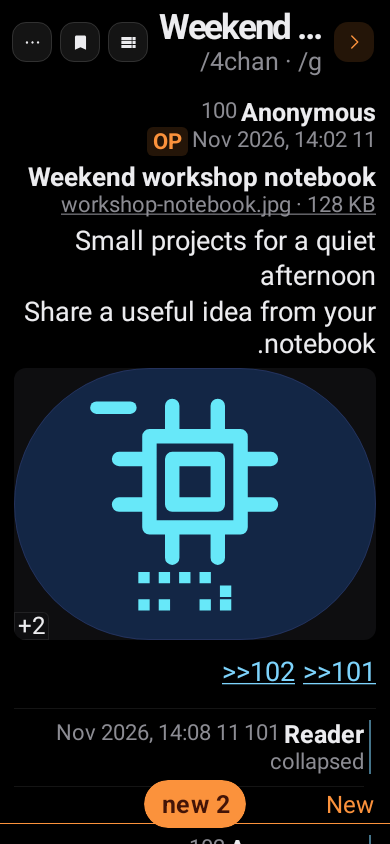 Weekend ...
/4chan · /g
100 Anonymous
OP Nov 2026, 14:02 11
Weekend workshop notebook
workshop-notebook.jpg · 128 KB
Small projects for a quiet
afternoon
Share a useful idea from your
.notebook
+2
>>102 >>101
Nov 2026, 14:08 11 101 Reader
collapsed
new 2
New